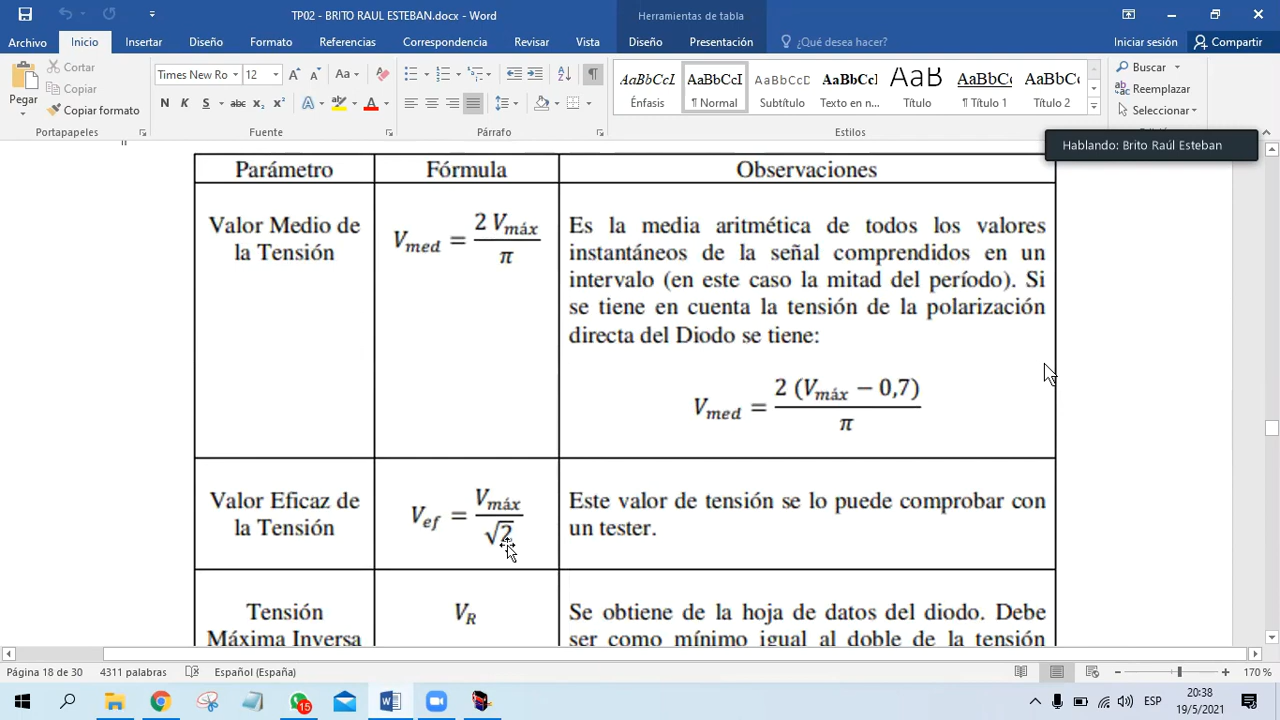 TP02 - BRITO RAUL ESTEBAN.docx - Word
Herramientas de tabla
Archivo Inicio Insertar Diseño Formato Referencias Correspondencia Revisar Vista Diseño Presentación ¿Qué desea hacer? Iniciar sesión Compartir
Pegar
Cortar
Copiar
Copiar formato
Portapapeles
Times New Ro 12 Aa
N K S abc x₂ x² A A
Fuente
Párrafo
AaBbCcI AaBbCcI AaBbCcI AaBbCcI AaB AaBbCcI AaBbCcI
Énfasis ¶ Normal Subtítulo Texto en n... Título ¶ Título 1 Título 2
Estilos
Buscar
Reemplazar
Seleccionar
Hablando: Brito Raúl Esteban
Parámetro Fórmula Observaciones
Valor Medio de
la Tensión
V_med = 2 V_máx / π
Es la media aritmética de todos los valores
instantáneos de la señal comprendidos en un
intervalo (en este caso la mitad del período). Si
se tiene en cuenta la tensión de la polarización
directa del Diodo se tiene:
V_med = 2 (V_máx − 0,7) / π
Valor Eficaz de
la Tensión
V_ef = V_máx / √2
Este valor de tensión se lo puede comprobar con
un tester.
Tensión
Máxima Inversa
V_R
Se obtiene de la hoja de datos del diodo. Debe
ser como mínimo igual al doble de la tensión
Página 18 de 30 4311 palabras Español (España) 170 %
15
ESP
20:38
19/5/2021